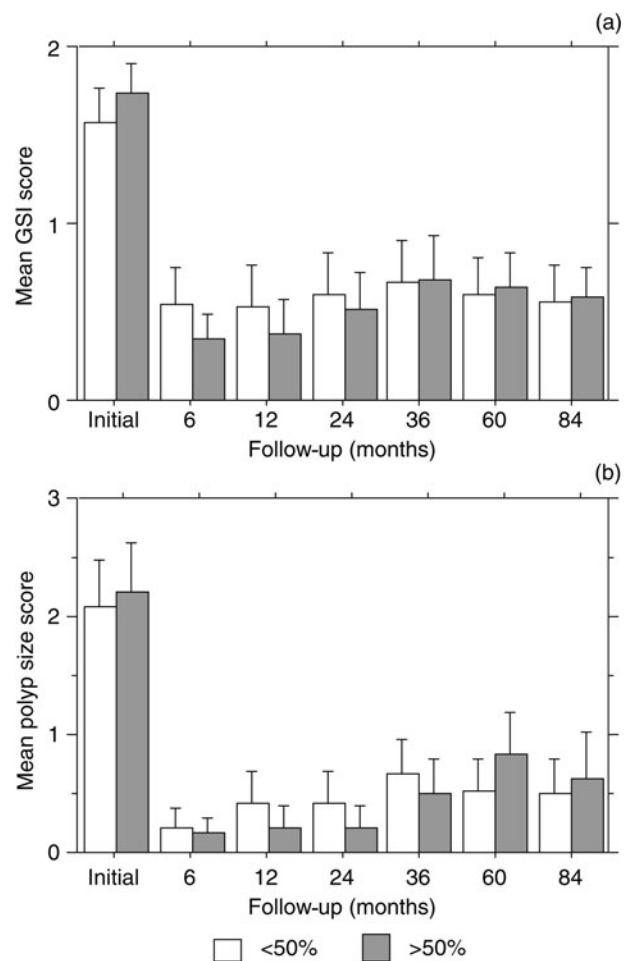 (a)
2
1
0
Mean GSI score
Initial 6 12 24 36 60 84
Follow-up (months)
(b)
3
2
1
0
Mean polyp size score
Initial 6 12 24 36 60 84
Follow-up (months)
<50% >50%